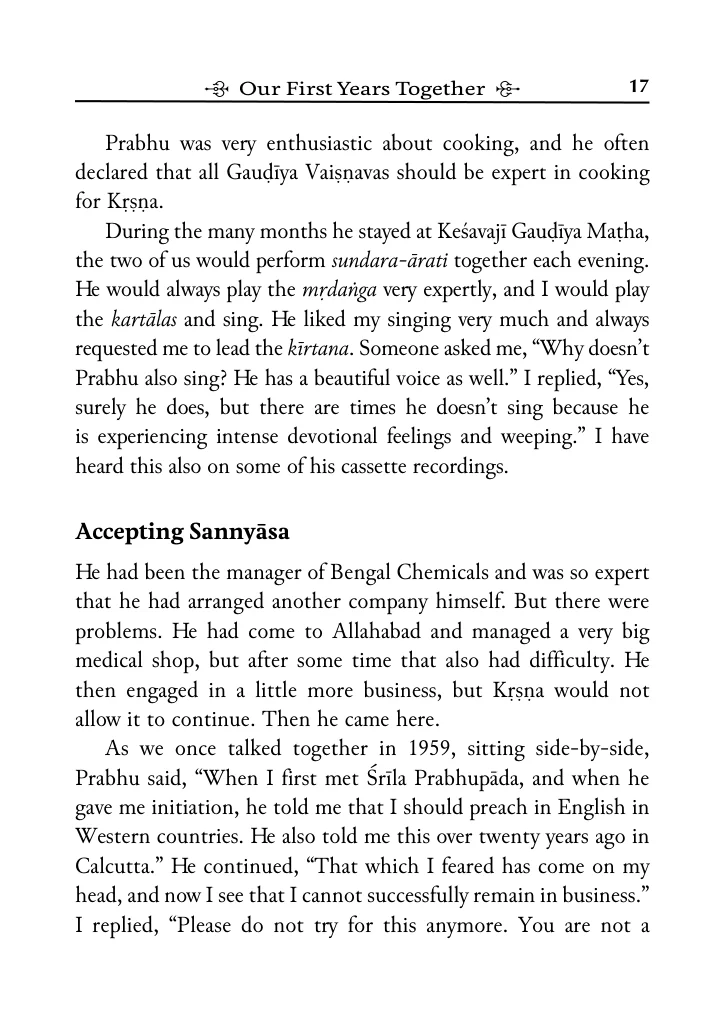 Our First Years Together 17
Prabhu was very enthusiastic about cooking, and he often
declared that all Gauḍīya Vaiṣṇavas should be expert in cooking
for Kṛṣṇa.
During the many months he stayed at Keśavajī Gauḍīya Maṭha,
the two of us would perform sundara-ārati together each evening.
He would always play the mṛdaṅga very expertly, and I would play
the kartālas and sing. He liked my singing very much and always
requested me to lead the kīrtana. Someone asked me, “Why doesn’t
Prabhu also sing? He has a beautiful voice as well.” I replied, “Yes,
surely he does, but there are times he doesn’t sing because he
is experiencing intense devotional feelings and weeping.” I have
heard this also on some of his cassette recordings.
Accepting Sannyāsa
He had been the manager of Bengal Chemicals and was so expert
that he had arranged another company himself. But there were
problems. He had come to Allahabad and managed a very big
medical shop, but after some time that also had difficulty. He
then engaged in a little more business, but Kṛṣṇa would not
allow it to continue. Then he came here.
As we once talked together in 1959, sitting side-by-side,
Prabhu said, “When I first met Śrīla Prabhupāda, and when he
gave me initiation, he told me that I should preach in English in
Western countries. He also told me this over twenty years ago in
Calcutta.” He continued, “That which I feared has come on my
head, and now I see that I cannot successfully remain in business.”
I replied, “Please do not try for this anymore. You are not a